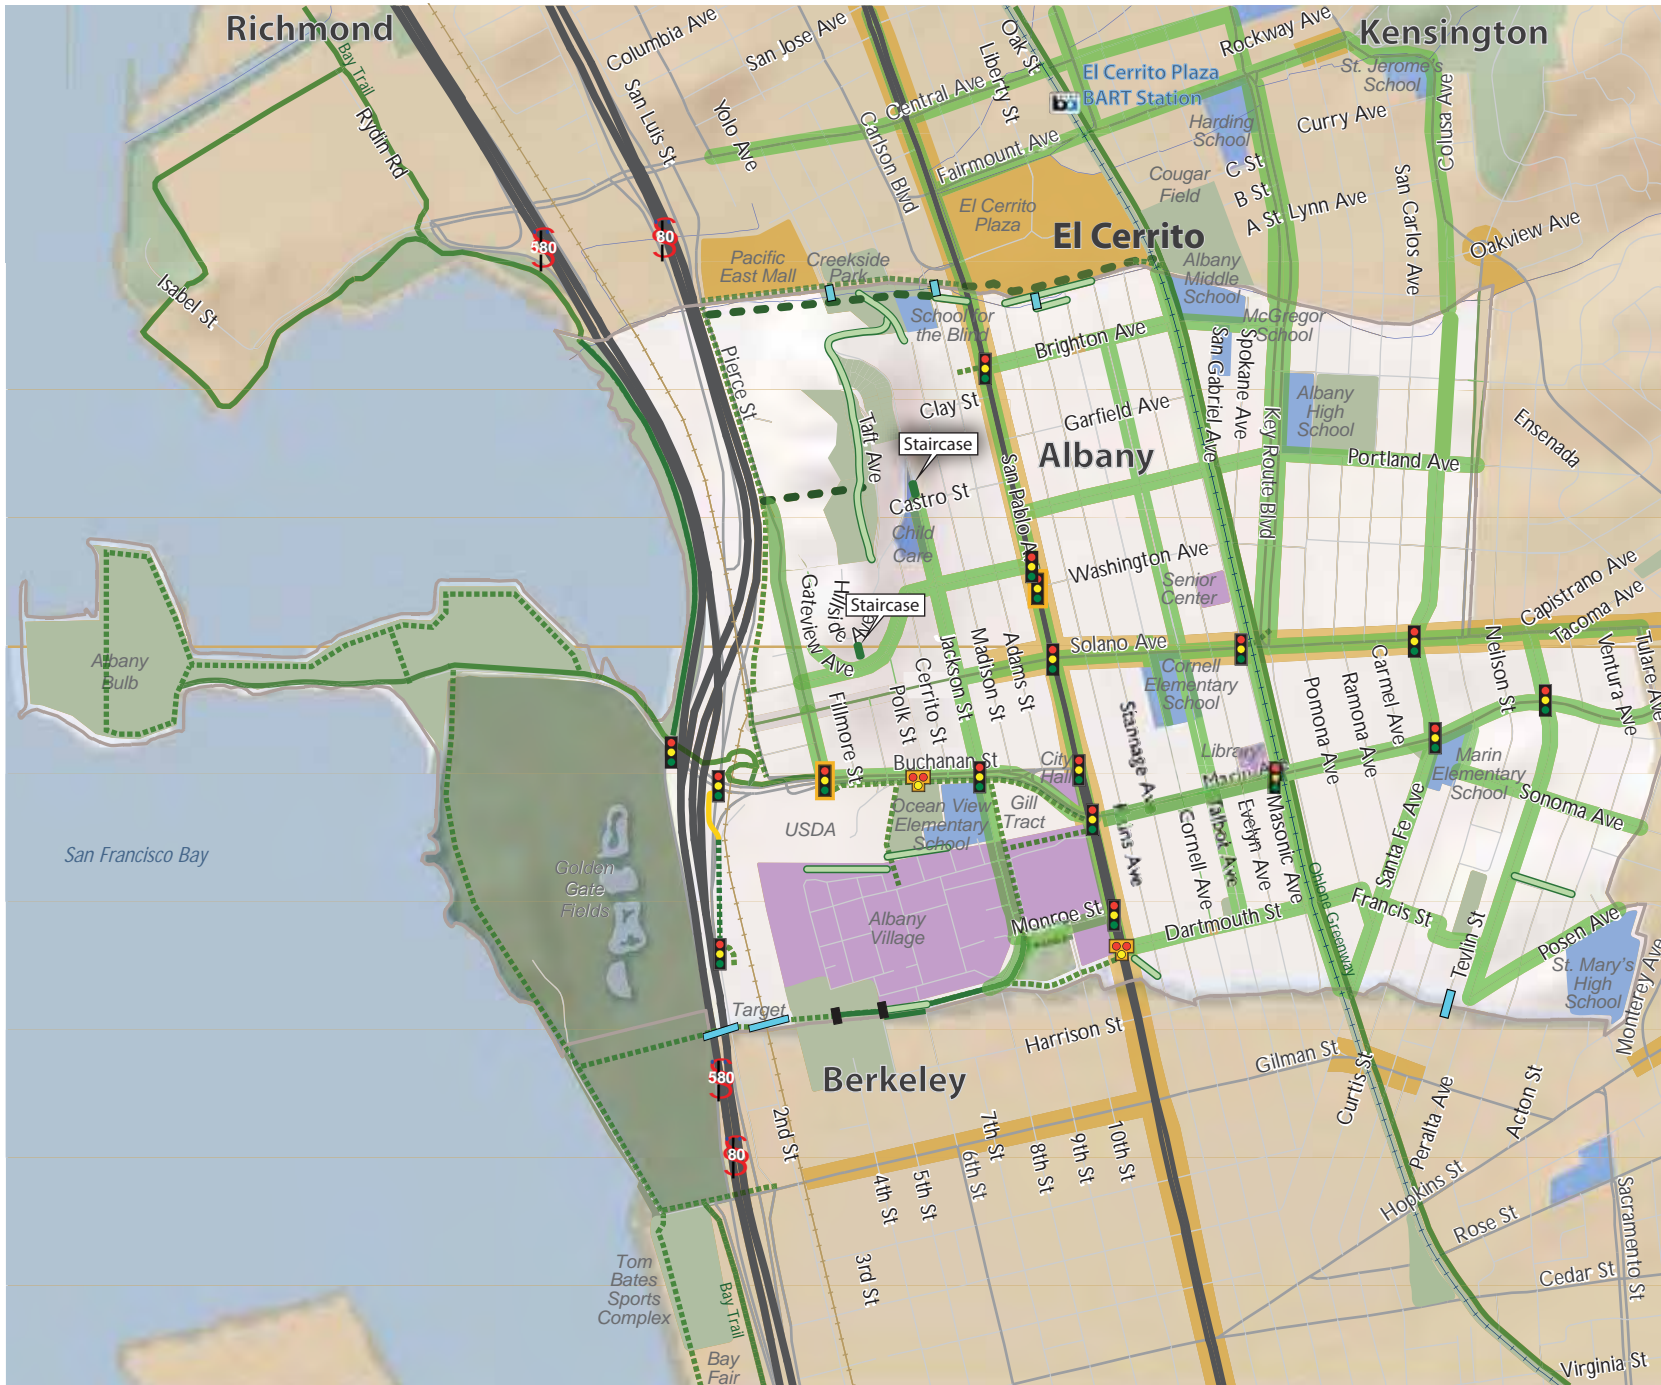 Richmond
Kensington
Columbia Ave
San Jose Ave
Oak St
Liberty St
Rockway Ave
Bay Trail
El Cerrito Plaza
BART Station
St. Jerome's
School
San Luis St
Yolo Ave
Central Ave
Carlson Blvd
Fairmount Ave
Harding
School
Curry Ave
Colusa Ave
Rydin Rd
C St
B St
A St
Lynn Ave
San Carlos Ave
Cougar
Field
El Cerrito
Plaza
El Cerrito
Oakview Ave
580
80
Pacific
East Mall
Creekside
Park
Albany
Middle
School
Isabel St
School for
the Blind
McGregor
School
Brighton Ave
San Gabriel Ave
Spokane Ave
Pierce St
Clay St
Garfield Ave
Albany
High
School
Key Route Blvd
Ensenada
Taft Ave
Staircase
Albany
Portland Ave
San Pablo A
Castro St
Child
Care
Washington Ave
Senior
Center
Capistrano Ave
Tacoma Ave
Gateview Ave
Hillside
Ave
Staircase
Solano Ave
Albany
Bulb
Jackson St
Madison St
Adams St
Cornell
Elementary
School
Neilson St
Ventura Ave
Tulare Ave
Carmel Ave
Ramona Ave
Pomona Ave
Fillmore St
Polk St
Cerrito St
Stannage Ave
Library
Buchanan St
City
Hall
Marin
Elementary
School
Sonoma Ave
USDA
Ocean View
Elementary
School
Gill
Tract
Cornell Ave
Talbot Ave
Evelyn Ave
Masonic Ave
Santa Fe Ave
San Francisco Bay
Golden
Gate
Fields
Albany
Village
Monroe St
Dartmouth St
Ohlone Greenway
Francis St
Tevlin St
Posen Ave
St. Mary's
High
School
Monterey Ave
Target
Harrison St
Gilman St
Curtis St
580
Berkeley
Peralta Ave
Acton St
80
2nd St
7th St
8th St
9th St
10th St
6th St
5th St
4th St
3rd St
Hopkins St
Rose St
Sacramento St
Cedar St
Virginia St
Tom
Bates
Sports
Complex
Bay Trail
Bay
Fair